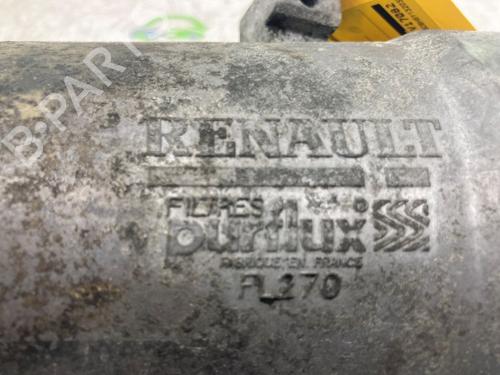 RENAULT
FILTRES
purflux
FABRIQUE EN FRANCE
FL270
B-PARTS